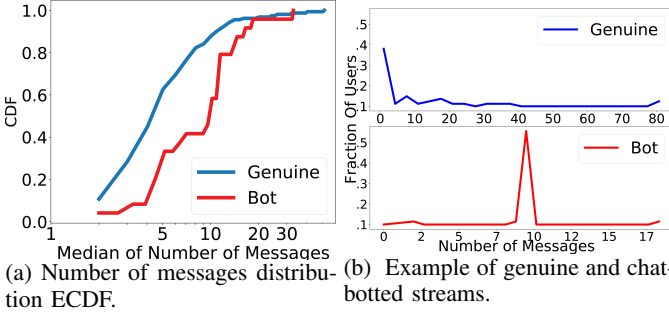 CDF
1.0
0.8
0.6
0.4
0.2
0.0
Genuine
Bot
1
5
10
20 30
Median of Number of Messages
(a) Number of messages distribu-
tion ECDF.
Fraction Of Users
.5
.4
.3
.2
.1
Genuine
0 10 20 30 40 50 60 70 80
.5
.4
.3
.2
.1
Bot
0 2 5 7 10 12 15 17
Number of Messages
(b) Example of genuine and chat-
botted streams.